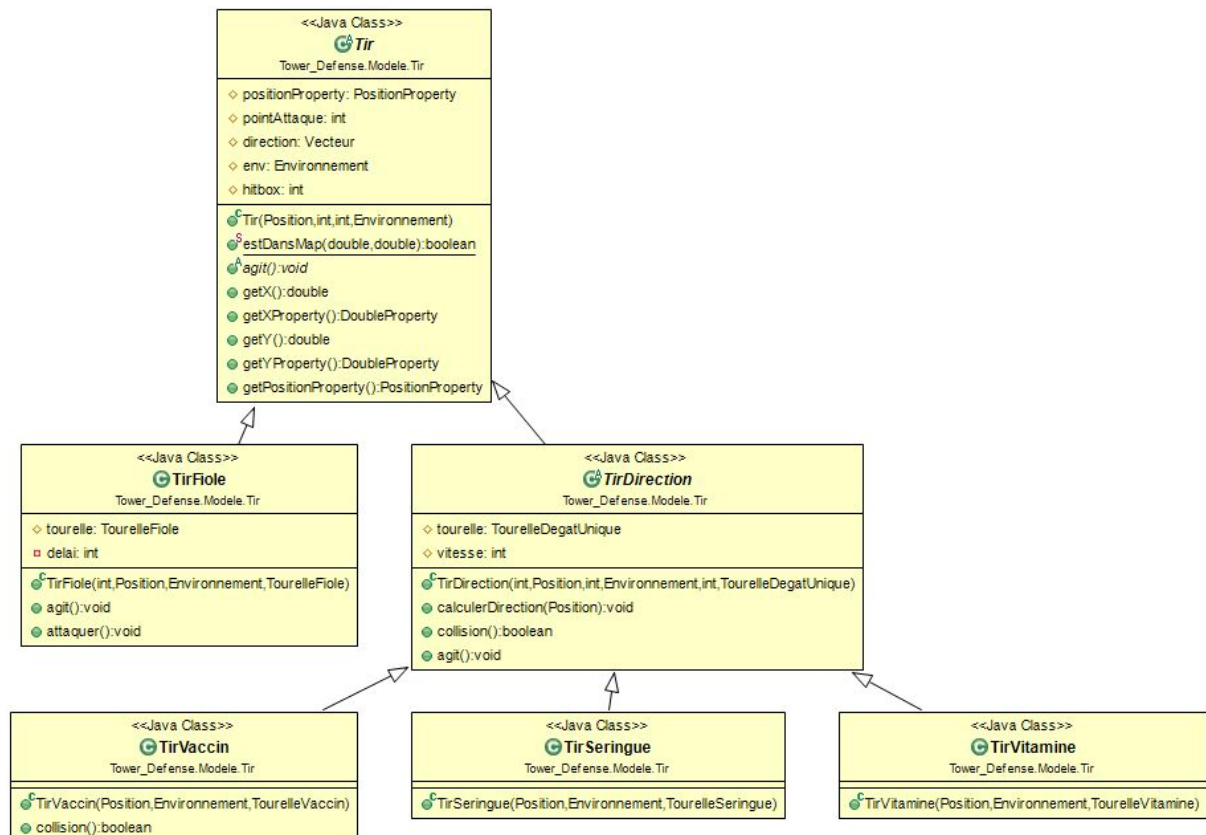 <<Java Class>>
Tir
Tower_Defense.Modele.Tir
positionProperty: PositionProperty
pointAttaque: int
direction: Vecteur
env: Environnement
hitbox: int
Tir(Position,int,int,Environnement)
estDansMap(double,double):boolean
agit():void
getX():double
getXProperty():DoubleProperty
getY():double
getYProperty():DoubleProperty
getPositionProperty():PositionProperty
<<Java Class>>
TirFiole
Tower_Defense.Modele.Tir
tourelle: TourelleFiole
delai: int
TirFiole(int,Position,Environnement,TourelleFiole)
agit():void
attaquer():void
<<Java Class>>
TirDirection
Tower_Defense.Modele.Tir
tourelle: TourelleDegatUnique
vitesse: int
TirDirection(int,Position,int,Environnement,int,TourelleDegatUnique)
calculerDirection(Position):void
collision():boolean
agit():void
<<Java Class>>
TirVaccin
Tower_Defense.Modele.Tir
TirVaccin(Position,Environnement,TourelleVaccin)
collision():boolean
<<Java Class>>
TirSeringue
Tower_Defense.Modele.Tir
TirSeringue(Position,Environnement,TourelleSeringue)
<<Java Class>>
TirVitamine
Tower_Defense.Modele.Tir
TirVitamine(Position,Environnement,TourelleVitamine)